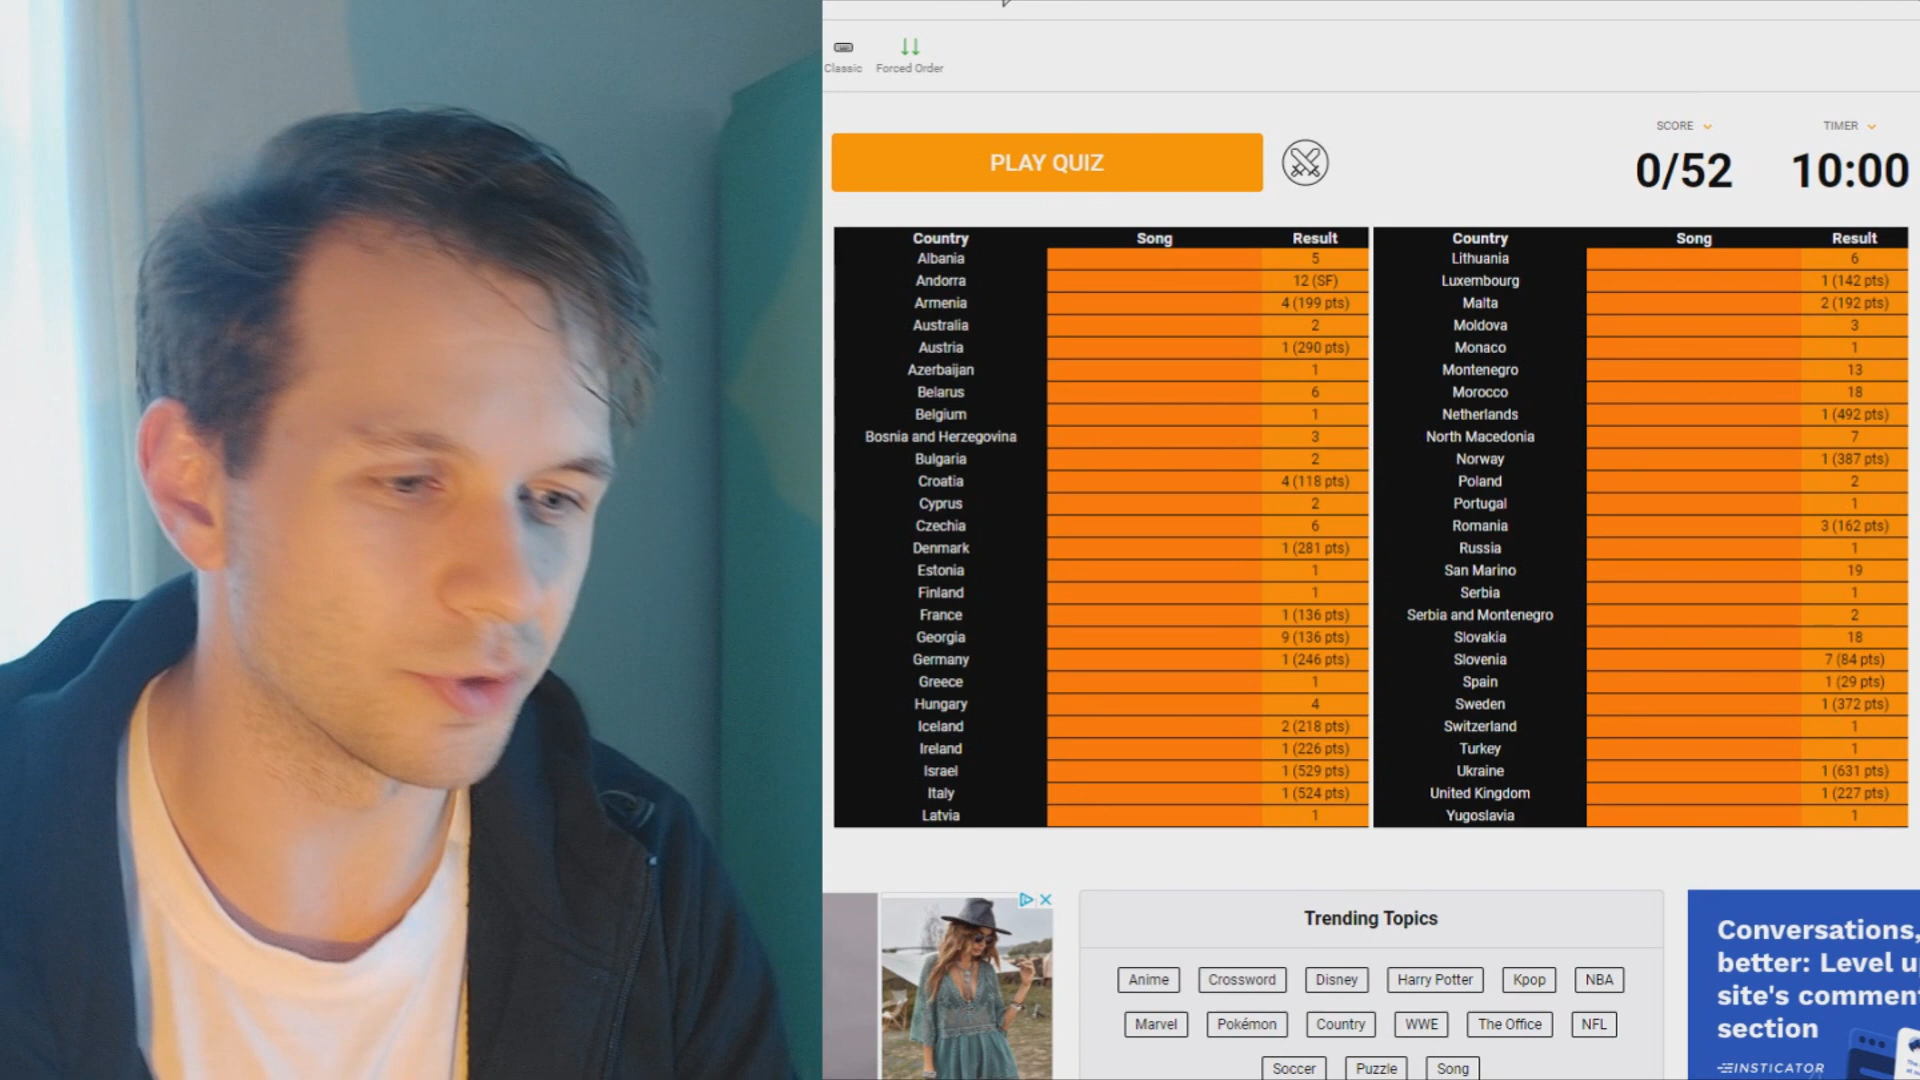 Classic Forced Order
PLAY QUIZ
SCORE TIMER
0/52 10:00
Country Song Result
Albania 5
Andorra 12 (SF)
Armenia 4 (199 pts)
Australia 2
Austria 1 (290 pts)
Azerbaijan 1
Belarus 6
Belgium 1
Bosnia and Herzegovina 3
Bulgaria 2
Croatia 4 (118 pts)
Cyprus 2
Czechia 6
Denmark 1 (281 pts)
Estonia 1
Finland 1
France 1 (136 pts)
Georgia 9 (136 pts)
Germany 1 (246 pts)
Greece 1
Hungary 4
Iceland 2 (218 pts)
Ireland 1 (226 pts)
Israel 1 (529 pts)
Italy 1 (524 pts)
Latvia 1
Country Song Result
Lithuania 6
Luxembourg 1 (142 pts)
Malta 2 (192 pts)
Moldova 3
Monaco 1
Montenegro 13
Morocco 18
Netherlands 1 (492 pts)
North Macedonia 7
Norway 1 (387 pts)
Poland 2
Portugal 1
Romania 3 (162 pts)
Russia 1
San Marino 19
Serbia 1
Serbia and Montenegro 2
Slovakia 18
Slovenia 7 (84 pts)
Spain 1 (29 pts)
Sweden 1 (372 pts)
Switzerland 1
Turkey 1
Ukraine 1 (631 pts)
United Kingdom 1 (227 pts)
Yugoslavia 1
Trending Topics
Anime Crossword Disney Harry Potter Kpop NBA
Marvel Pokémon Country WWE The Office NFL
Soccer Puzzle Song
Conversations,
better: Level u
site's comment
section
INSTICATOR